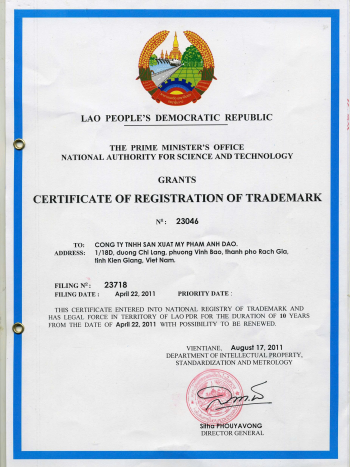 LAO PEOPLE'S DEMOCRATIC REPUBLIC
THE PRIME MINISTER'S OFFICE
NATIONAL AUTHORITY FOR SCIENCE AND TECHNOLOGY
GRANTS
CERTIFICATE OF REGISTRATION OF TRADEMARK
Nº: 23046
TO: CONG TY TNHH SAN XUAT MY PHAM ANH DAO.
ADDRESS: 1/18D, duong Chi Lang, phuong Vinh Bao, thanh pho Rach Gia,
tinh Kien Giang, Viet Nam.
FILING Nº: 23718
FILING DATE : April 22, 2011 PRIORITY DATE :
THIS CERTIFICATE ENTERED INTO NATIONAL REGISTRY OF TRADEMARK AND
HAS LEGAL FORCE IN TERRITORY OF LAO PDR FOR THE DURATION OF 10 YEARS
FROM THE DATE OF April 22, 2011 WITH POSSIBILITY TO BE RENEWED.
VIENTIANE, August 17, 2011
DEPARTMENT OF INTELLECTUAL PROPERTY,
STANDARDIZATION AND METROLOGY
Sitha PHOUYAVONG
DIRECTOR GENERAL